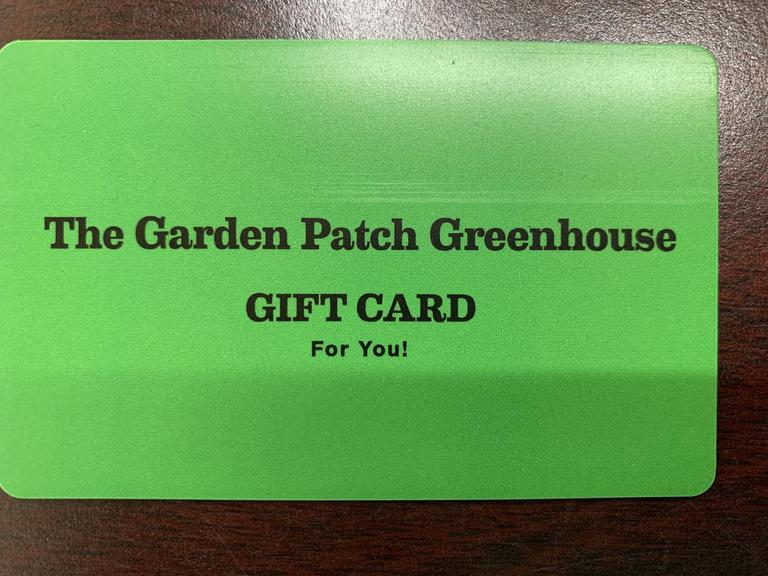 The Garden Patch Greenhouse
GIFT CARD
For You!